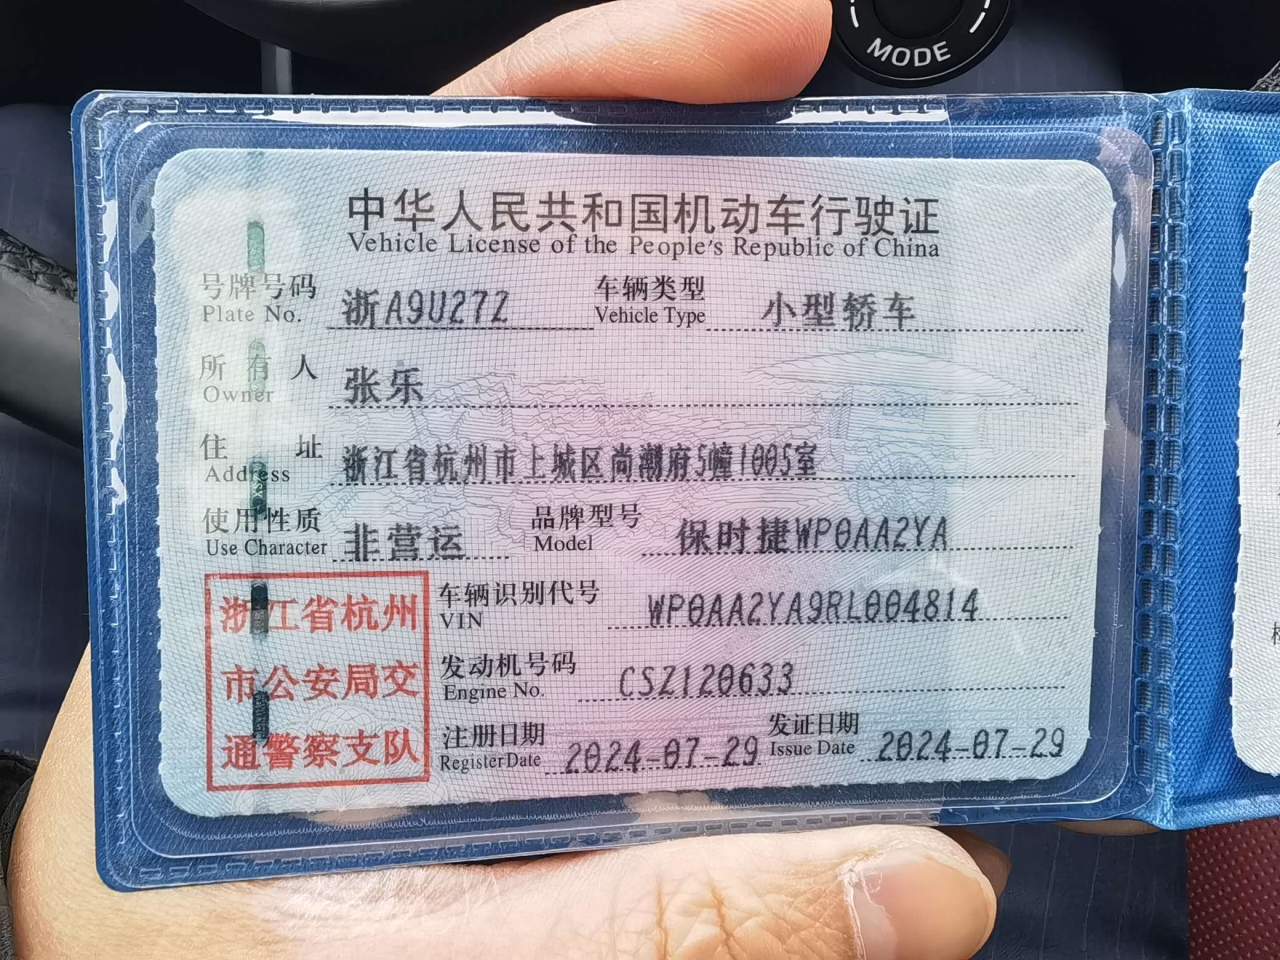 MODE
中华人民共和国机动车行驶证
Vehicle License of the People's Republic of China
号牌号码 浙A9U27Z 车辆类型 小型轿车
Plate No. Vehicle Type
所有人 张乐
Owner
住址 浙江省杭州市上城区尚潮府5幢1005室
Address
使用性质 非营运 品牌型号 保时捷WP0AA2YA
Use Character Model
浙江省杭州 车辆识别代号 WP0AA2YA9RL004814
VIN
市公安局交 发动机号码 CSZ120633
Engine No.
通警察支队 注册日期 2024-07-29 发证日期 2024-07-29
Register Date Issue Date